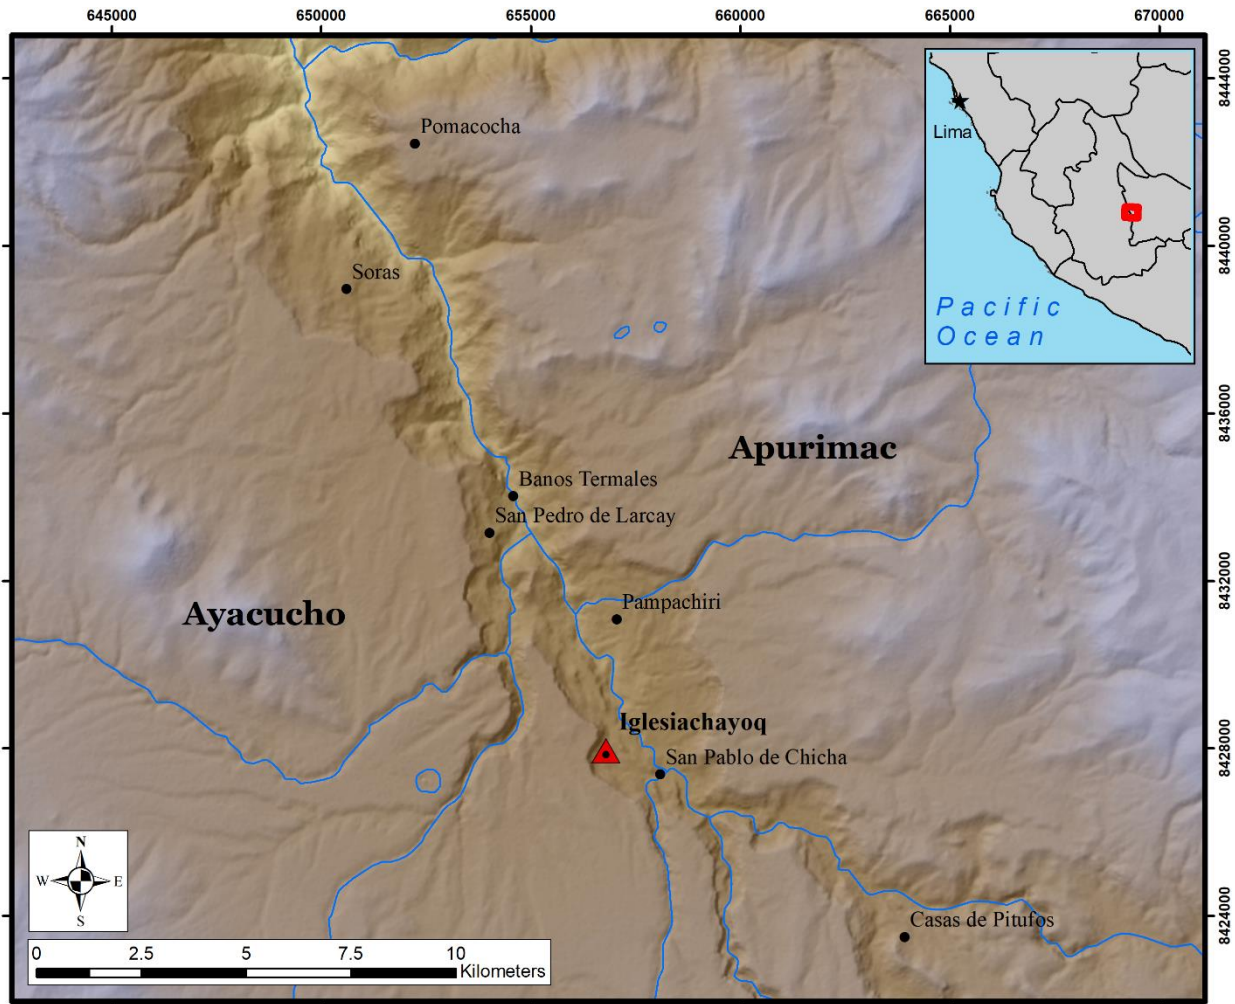 645000 650000 655000 660000 665000 670000
8444000
Lima
Pacific
Ocean
Pomacocha
8440000
Soras
8436000
Apurimac
Banos Termales
San Pedro de Larcay
8432000
Pampachiri
Ayacucho
Iglesiachayoq
8428000
San Pablo de Chicha
N
W E
S
Casas de Pitufos
8424000
0 2.5 5 7.5 10
Kilometers